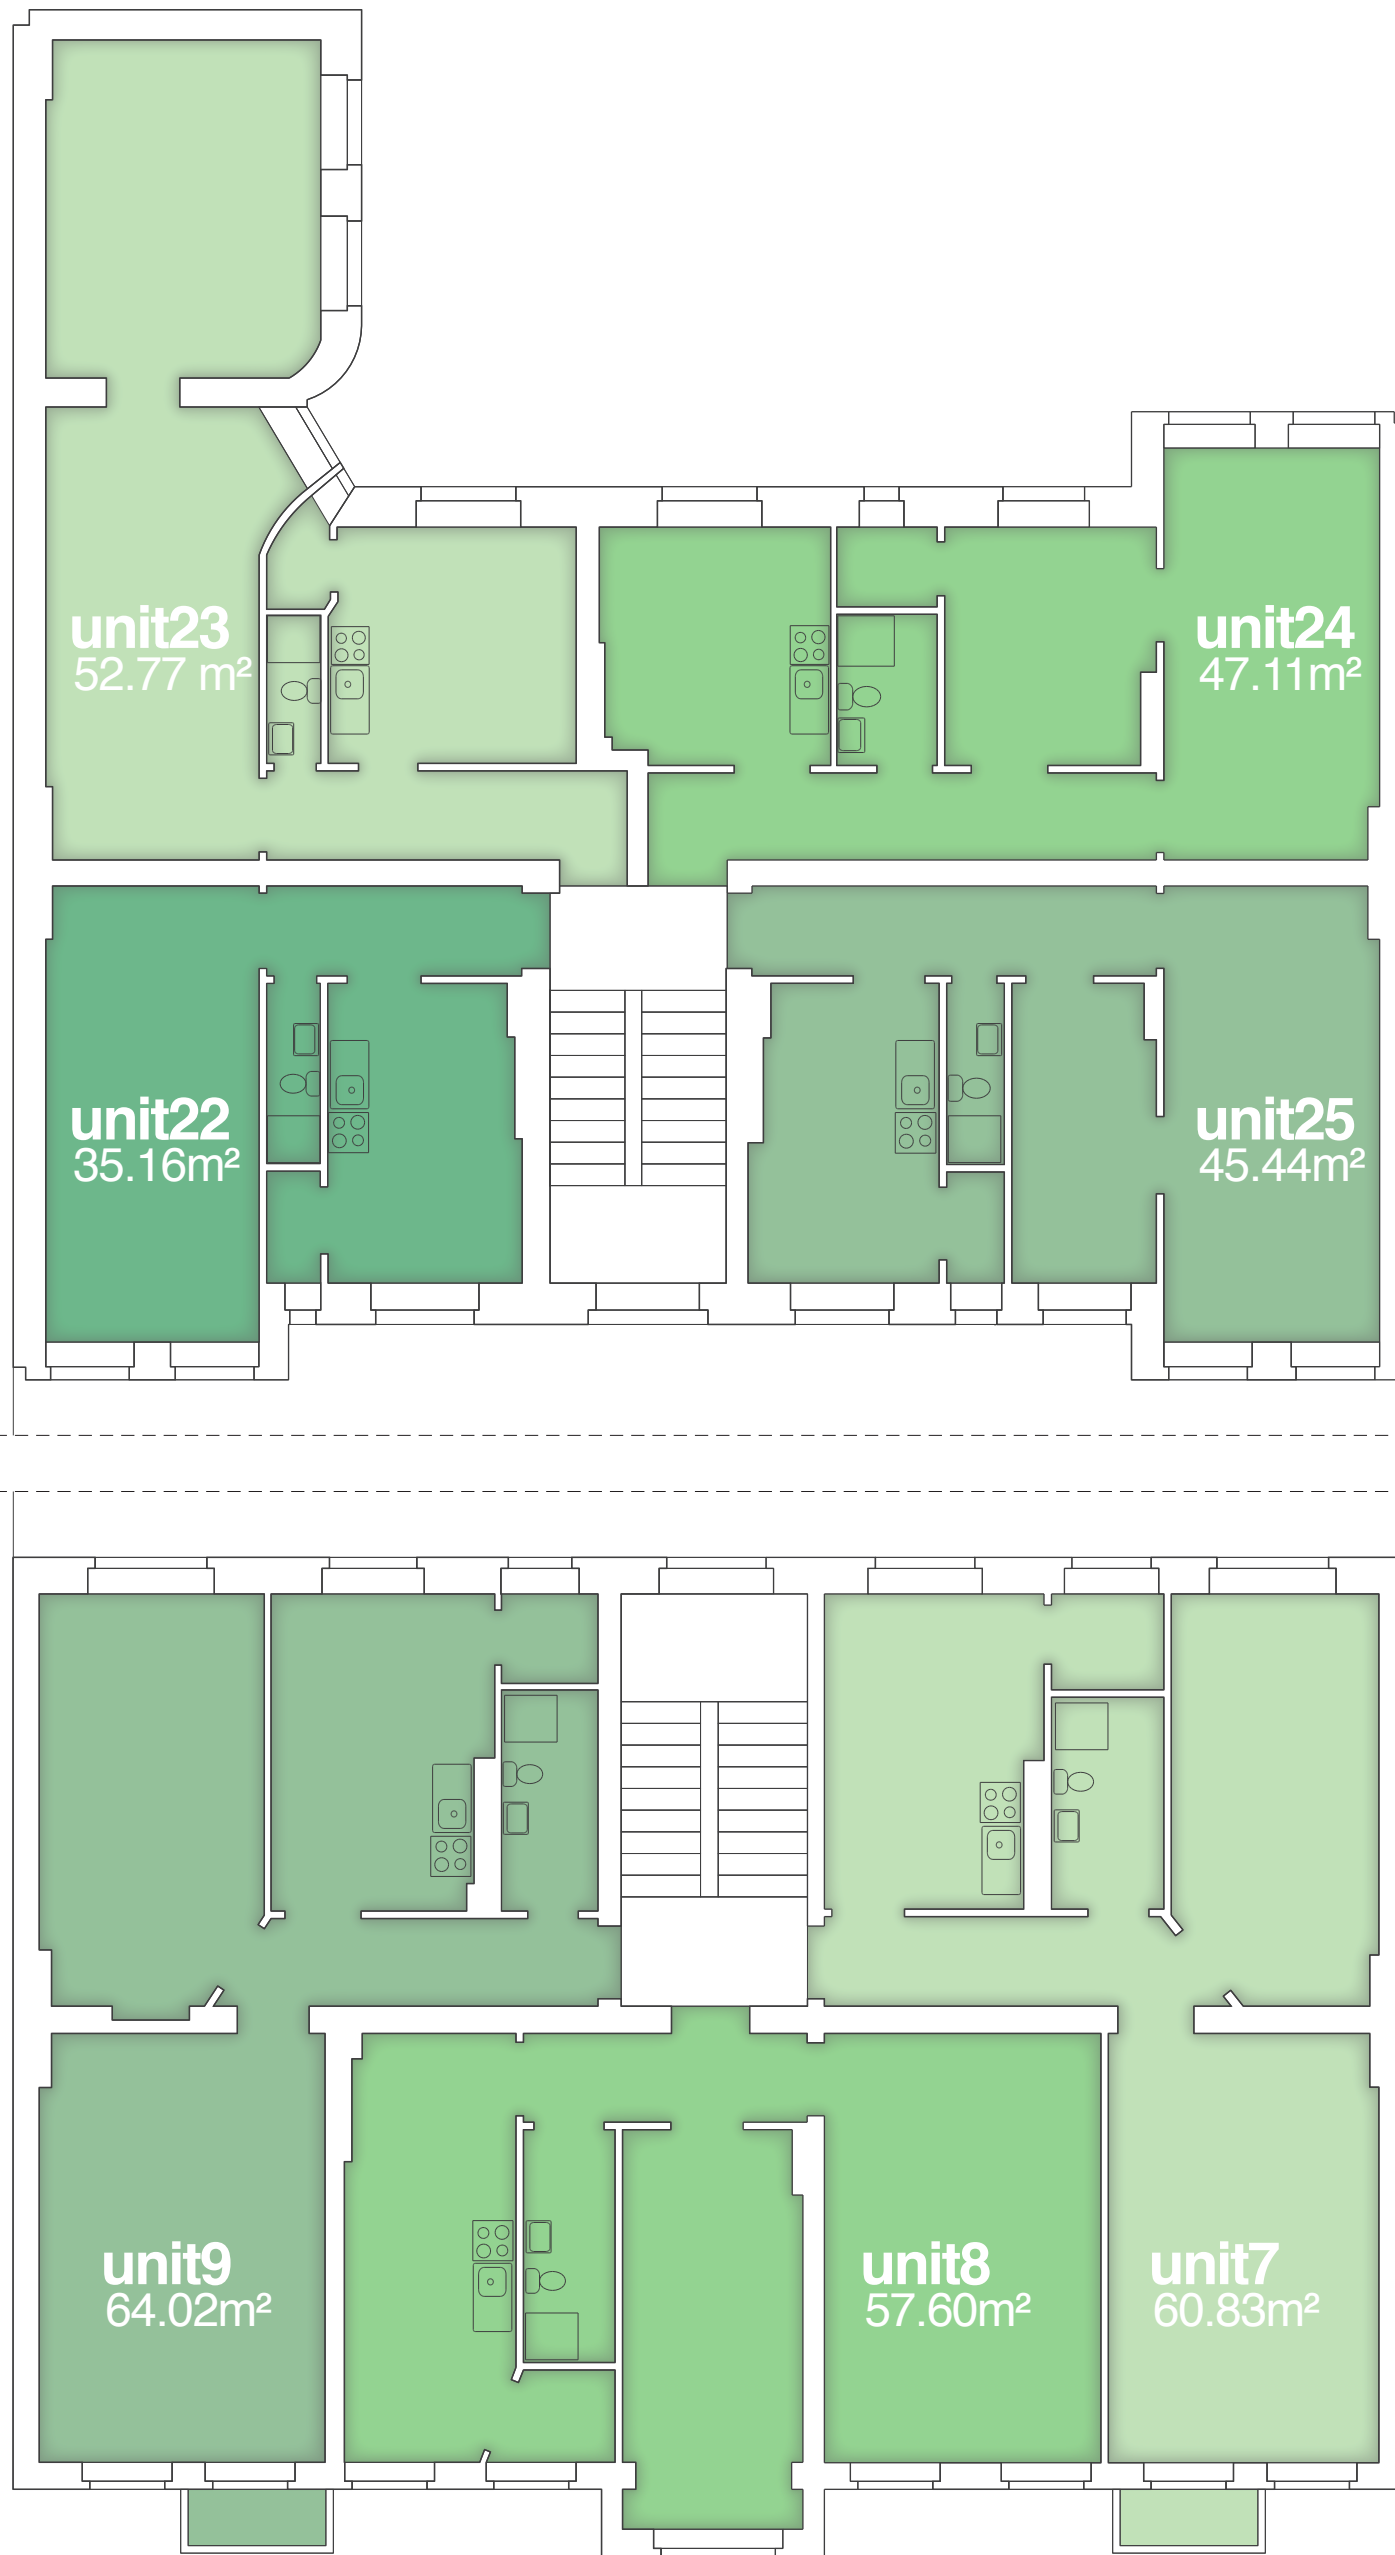 unit23
52.77 m²
unit24
47.11m²
unit22
35.16m²
unit25
45.44m²
unit9
64.02m²
unit8
57.60m²
unit7
60.83m²